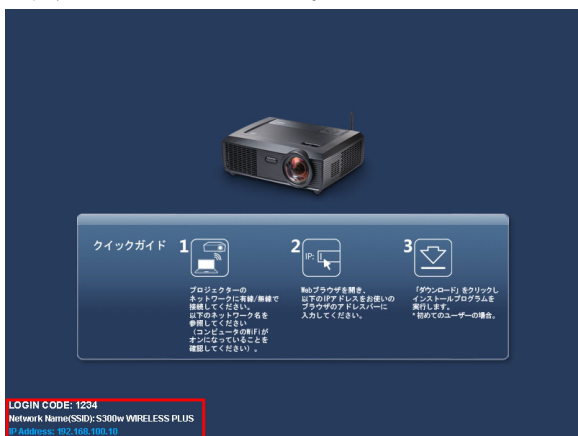 クイックガイド
1
プロジェクターの
ネットワークに有線/無線で
接続してください。
以下のネットワーク名を
参照してください
(コンピュータのWiFiが
オンになっていることを
確認してください)。
2
IP:
Webブラウザを開き、
以下のIPアドレスをお使いの
ブラウザのアドレスバーに
入力してください。
3
「ダウンロード」をクリックし
インストールプログラムを
実行します。
*初めてのユーザーの場合。
LOGIN CODE: 1234
Network Name(SSID): S300w WIRELESS PLUS
IP Address: 192.168.100.10